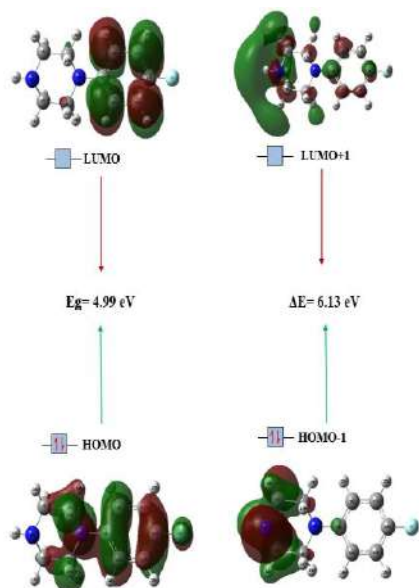 LUMO
LUMO+1
Eg= 4.99 eV
ΔE= 6.13 eV
HOMO
HOMO-1